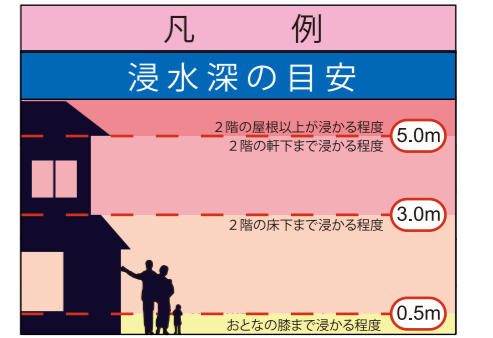 凡例
浸水深の目安
2階の屋根以上が浸かる程度
5.0m
2階の軒下まで浸かる程度
3.0m
2階の床下まで浸かる程度
0.5m
おとなの膝まで浸かる程度